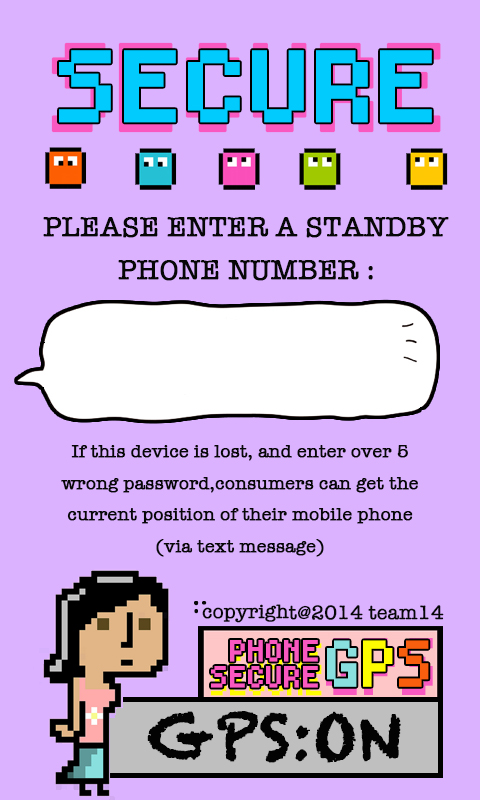 SECURE
PLEASE ENTER A STANDBY
PHONE NUMBER :
If this device is lost, and enter over 5
wrong password,consumers can get the
current position of their mobile phone
(via text message)
copyright@2014 team14
PHONE
SECURE
GPS
GPS:ON